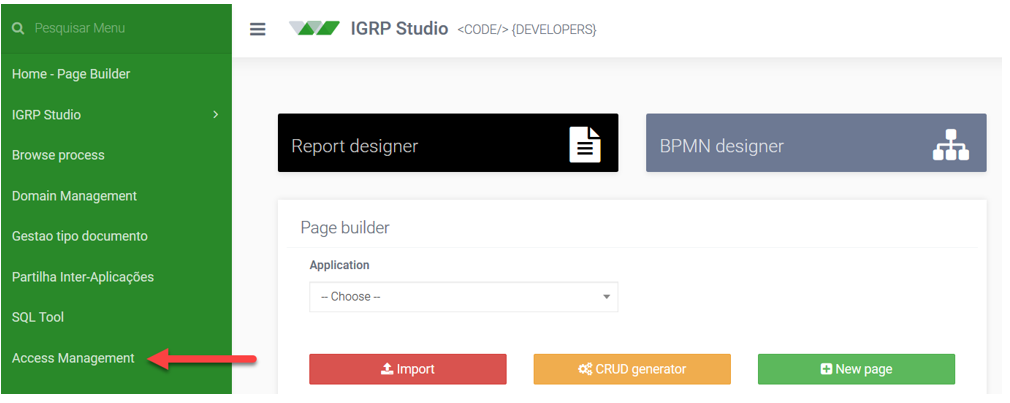 Pesquisar Menu
IGRP Studio <CODE/> {DEVELOPERS}
Home - Page Builder
IGRP Studio
Browse process
Domain Management
Gestao tipo documento
Partilha Inter-Aplicações
SQL Tool
Access Management
Report designer
BPMN designer
Page builder
Application
-- Choose --
Import
CRUD generator
New page